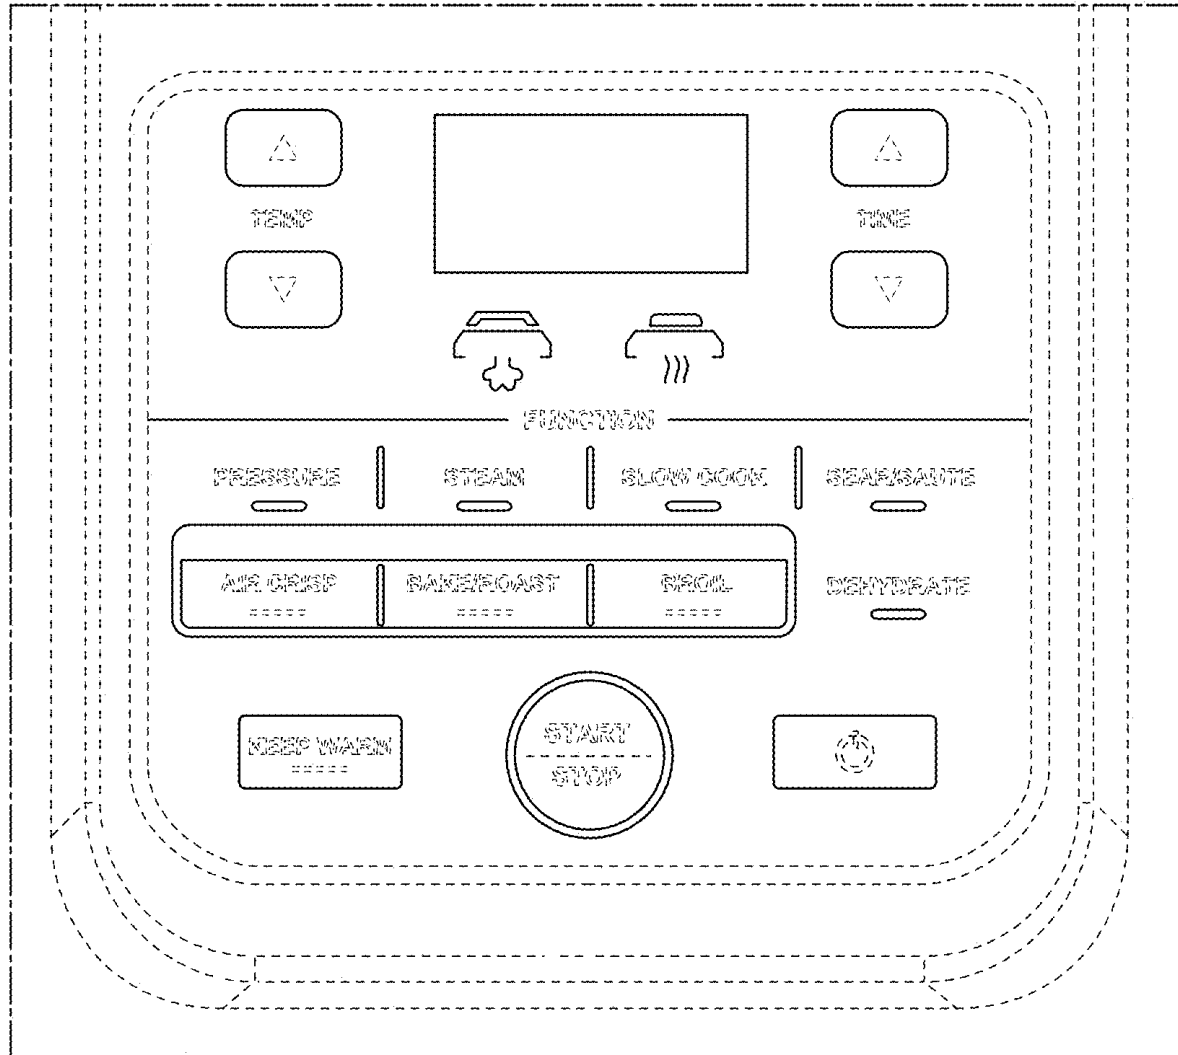 TEMP
TIME
FUNCTION
PRESSURE
STEAM
SLOW COOK
SEAR/SAUTE
AIR CRISP
BAKE/ROAST
BROIL
DEHYDRATE
KEEP WARM
START
STOP